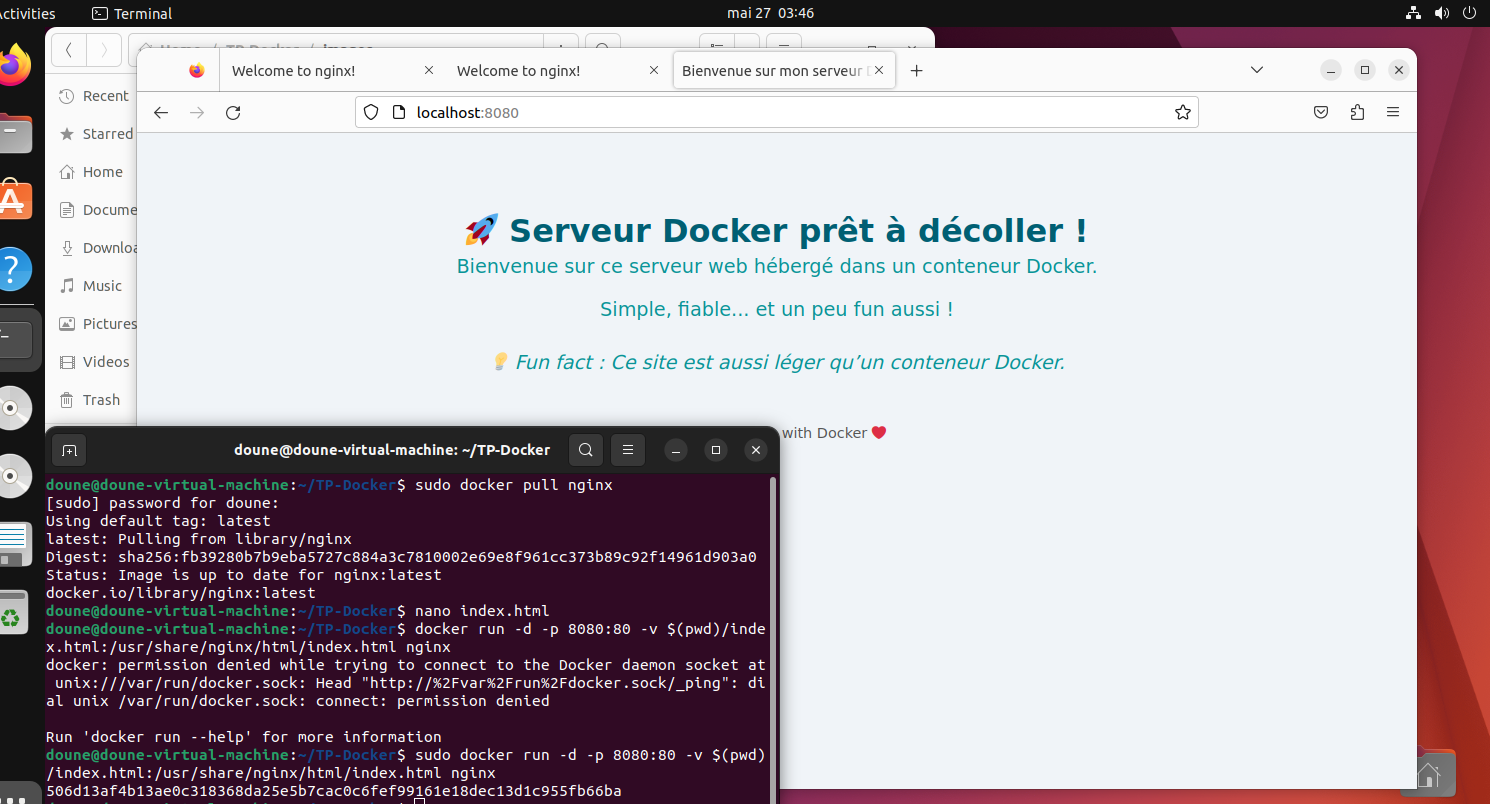 Activities
Terminal
mai 27 03:46
Home / TP-Docker / Images
Welcome to nginx!
Welcome to nginx!
Bienvenue sur mon serveur D
localhost:8080
Recent
Starred
Home
Docume
Downloa
Music
Pictures
Videos
Trash
🚀 Serveur Docker prêt à décoller !
Bienvenue sur ce serveur web hébergé dans un conteneur Docker.
Simple, fiable... et un peu fun aussi !
💡 Fun fact : Ce site est aussi léger qu’un conteneur Docker.
with Docker ❤️
doune@doune-virtual-machine: ~/TP-Docker
doune@doune-virtual-machine:~/TP-Docker$ sudo docker pull nginx
[sudo] password for doune:
Using default tag: latest
latest: Pulling from library/nginx
Digest: sha256:fb39280b7b9eba5727c884a3c7810002e69e8f961cc373b89c92f14961d903a0
Status: Image is up to date for nginx:latest
docker.io/library/nginx:latest
doune@doune-virtual-machine:~/TP-Docker$ nano index.html
doune@doune-virtual-machine:~/TP-Docker$ docker run -d -p 8080:80 -v $(pwd)/inde
x.html:/usr/share/nginx/html/index.html nginx
docker: permission denied while trying to connect to the Docker daemon socket at
 unix:///var/run/docker.sock: Head "http://%2Fvar%2Frun%2Fdocker.sock/_ping": di
al unix /var/run/docker.sock: connect: permission denied
Run 'docker run --help' for more information
doune@doune-virtual-machine:~/TP-Docker$ sudo docker run -d -p 8080:80 -v $(pwd)
/index.html:/usr/share/nginx/html/index.html nginx
506d13af4b13ae0c318368da25e5b7cac0c6fef99161e18dec13d1c955fb66ba